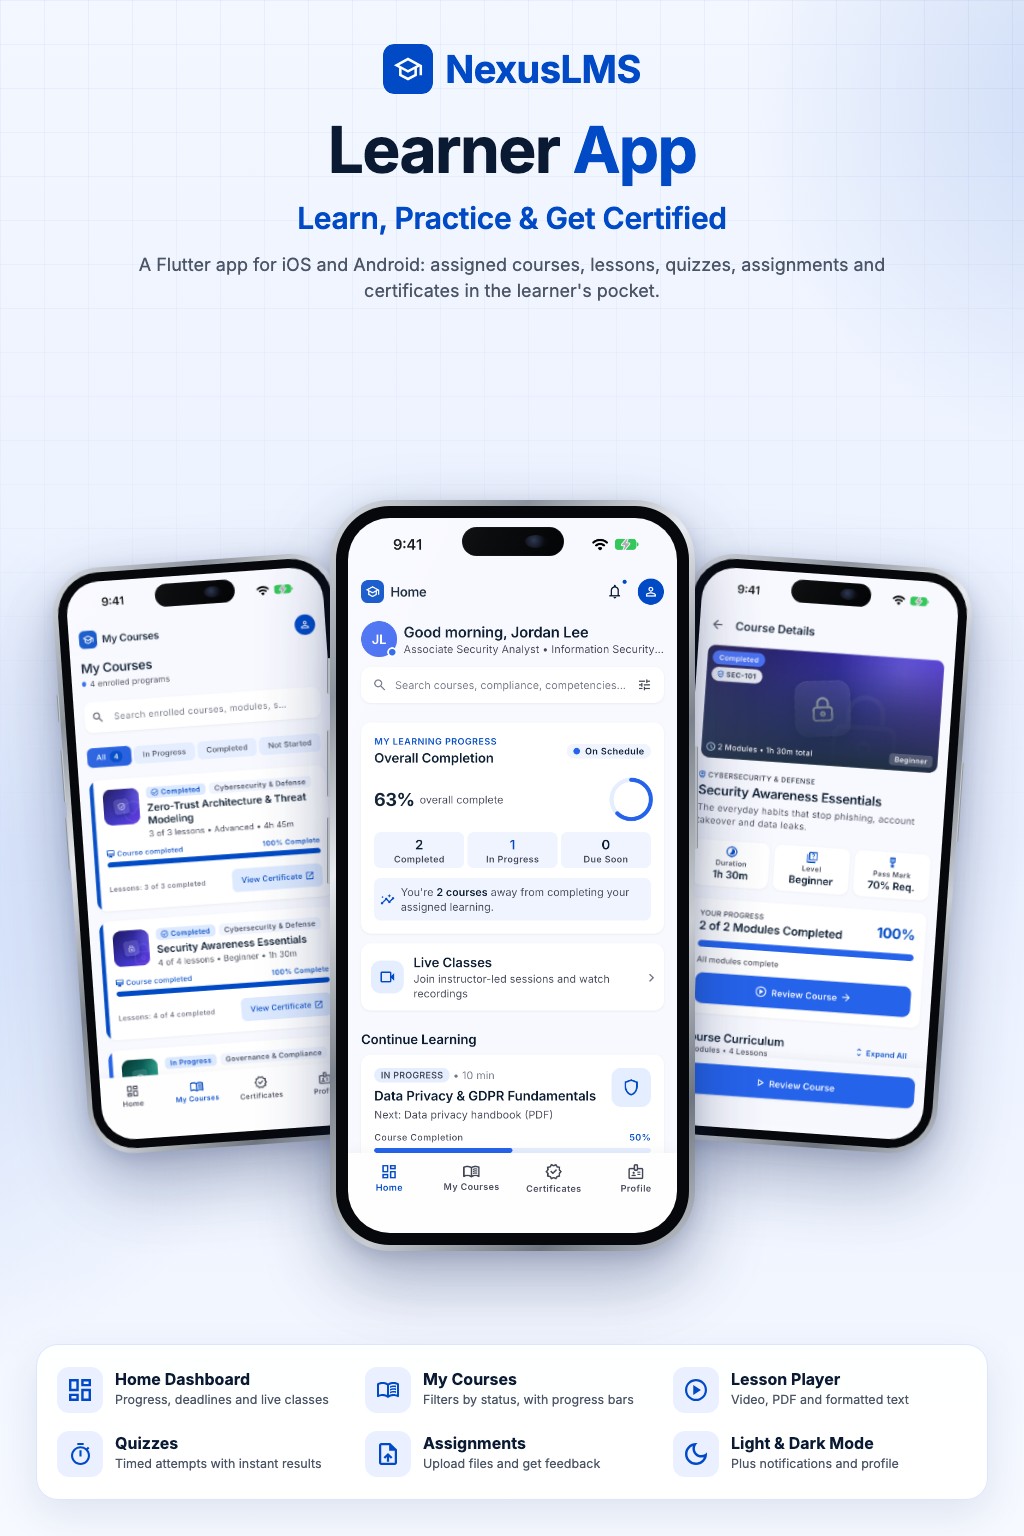 NexusLMS
Learner App
Learn, Practice & Get Certified
A Flutter app for iOS and Android: assigned courses, lessons, quizzes, assignments and
certificates in the learner's pocket.
9:41
My Courses
My Courses
4 enrolled programs
Search enrolled courses, modules, s...
All 4
In Progress
Completed
Not Started
Completed
Cybersecurity & Defense
Zero-Trust Architecture & Threat
Modeling
3 of 3 lessons • Advanced • 4h 45m
Course completed
100% Complete
Lessons: 3 of 3 completed
View Certificate
Completed
Cybersecurity & Defense
Security Awareness Essentials
4 of 4 lessons • Beginner • 1h 30m
Course completed
100% Complete
Lessons: 4 of 4 completed
View Certificate
In Progress
Governance & Compliance
Home
My Courses
Certificates
Prof
9:41
Home
JL
Good morning, Jordan Lee
Associate Security Analyst • Information Security...
Search courses, compliance, competencies...
MY LEARNING PROGRESS
Overall Completion
On Schedule
63% overall complete
2
Completed
1
In Progress
0
Due Soon
You're 2 courses away from completing your
assigned learning.
Live Classes
Join instructor-led sessions and watch
recordings
Continue Learning
IN PROGRESS • 10 min
Data Privacy & GDPR Fundamentals
Next: Data privacy handbook (PDF)
Course Completion
50%
Home
My Courses
Certificates
Profile
9:41
Course Details
Completed
SEC-101
2 Modules • 1h 30m total
Beginner
CYBERSECURITY & DEFENSE
Security Awareness Essentials
The everyday habits that stop phishing, account
takeover and data leaks.
Duration
1h 30m
Level
Beginner
Pass Mark
70% Req.
YOUR PROGRESS
2 of 2 Modules Completed
100%
All modules complete
Review Course
ourse Curriculum
odules • 4 Lessons
Expand All
Review Course
Home Dashboard
Progress, deadlines and live classes
My Courses
Filters by status, with progress bars
Lesson Player
Video, PDF and formatted text
Quizzes
Timed attempts with instant results
Assignments
Upload files and get feedback
Light & Dark Mode
Plus notifications and profile